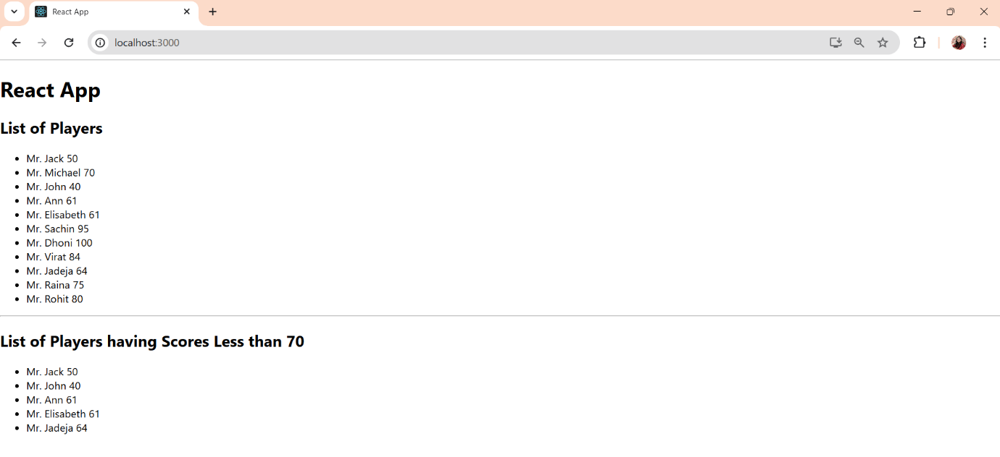 React App
localhost:3000
React App
List of Players
Mr. Jack 50
Mr. Michael 70
Mr. John 40
Mr. Ann 61
Mr. Elisabeth 61
Mr. Sachin 95
Mr. Dhoni 100
Mr. Virat 84
Mr. Jadeja 64
Mr. Raina 75
Mr. Rohit 80
List of Players having Scores Less than 70
Mr. Jack 50
Mr. John 40
Mr. Ann 61
Mr. Elisabeth 61
Mr. Jadeja 64